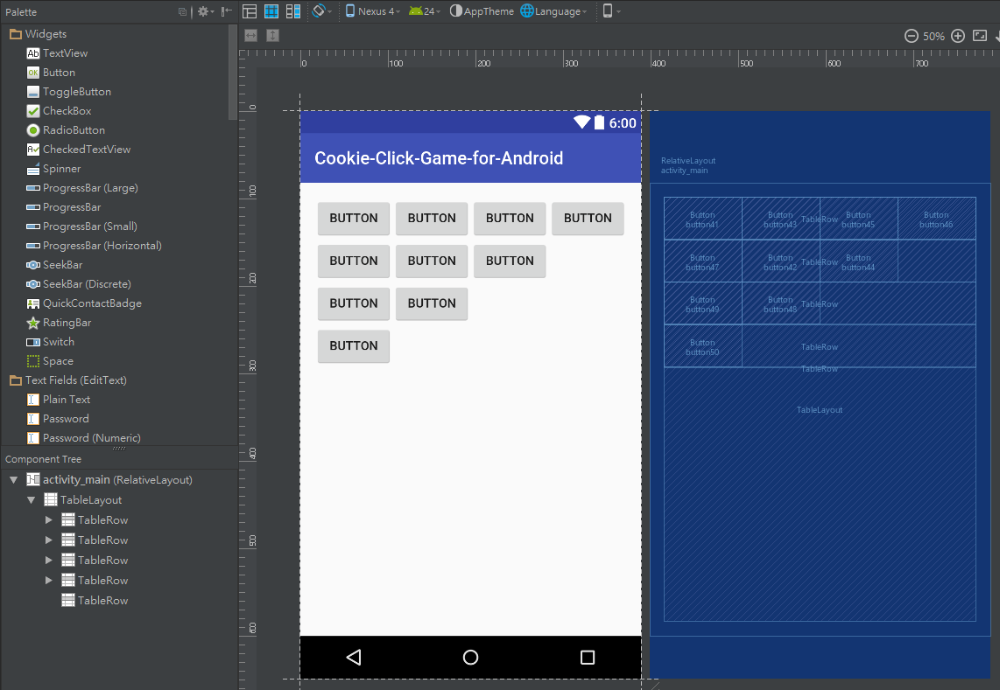 Palette
Nexus 4
24
AppTheme
Language
Widgets
Ab TextView
OK Button
ToggleButton
CheckBox
RadioButton
CheckedTextView
Spinner
ProgressBar (Large)
ProgressBar
ProgressBar (Small)
ProgressBar (Horizontal)
SeekBar
SeekBar (Discrete)
QuickContactBadge
RatingBar
Switch
Space
Text Fields (EditText)
Plain Text
Password
Password (Numeric)
Component Tree
activity_main (RelativeLayout)
TableLayout
TableRow
TableRow
TableRow
TableRow
TableRow
50%
0 100 200 300 400 500 600 700
0
100
200
300
400
500
600
6:00
Cookie-Click-Game-for-Android
BUTTON BUTTON BUTTON BUTTON
BUTTON BUTTON BUTTON
BUTTON BUTTON
BUTTON
RelativeLayout
activity_main
Button Button Button Button
TableRow
button41 button43 button45 button46
Button Button Button
TableRow
button47 button42 button44
Button Button
TableRow
button49 button48
Button
TableRow
button50
TableRow
TableLayout